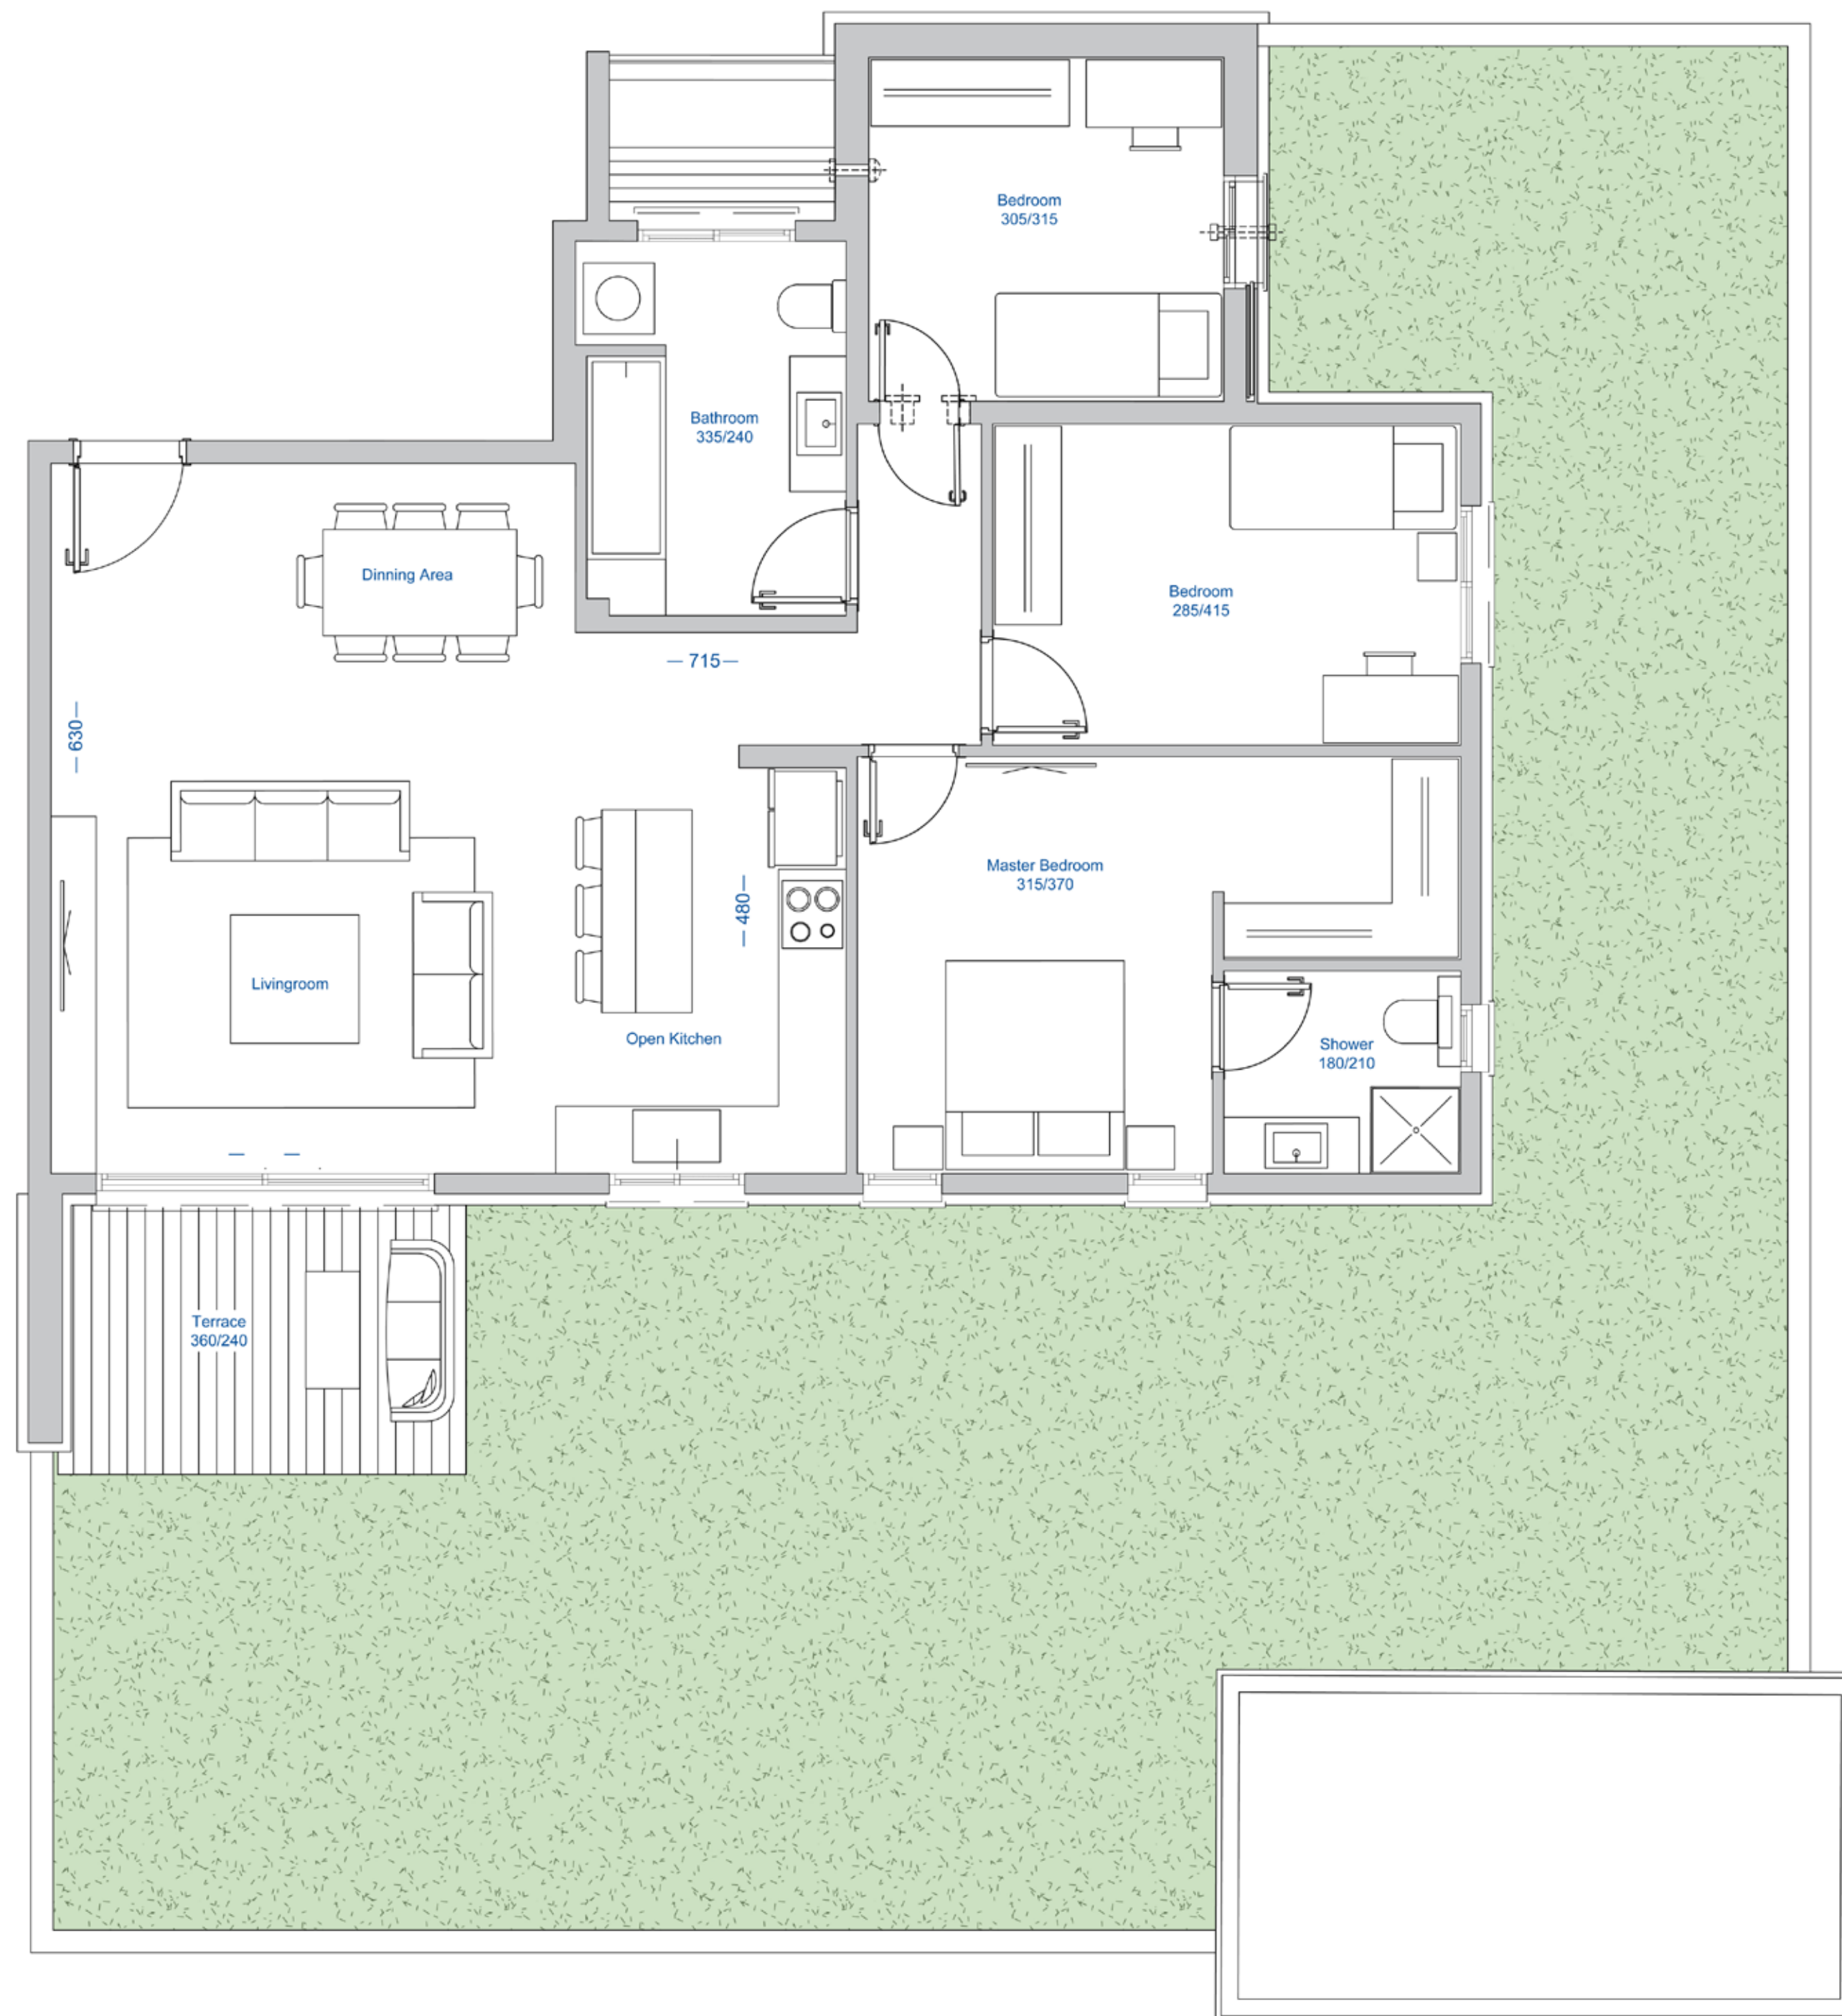 Bedroom
305/315
Bathroom
335/240
Dinning Area
Bedroom
285/415
715
630
Master Bedroom
315/370
480
Livingroom
Open Kitchen
Shower
180/210
Terrace
360/240